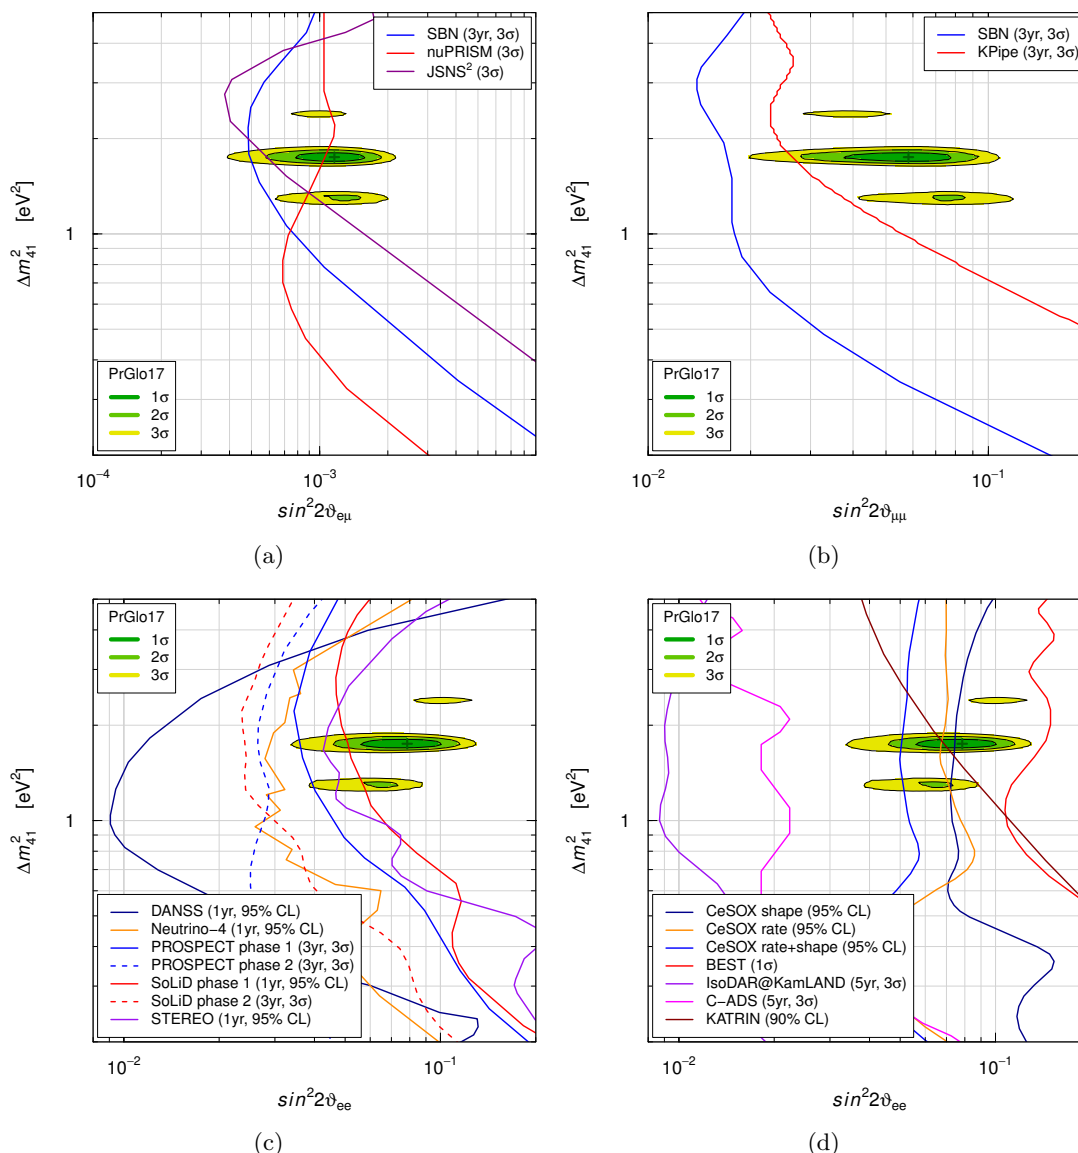 SBN (3yr, 3σ)
nuPRISM (3σ)
JSNS² (3σ)
Δm²₄₁ [eV²]
1
PrGlo17
1σ
2σ
3σ
10⁻⁴
10⁻³
sin²2ϑeμ
(a)
SBN (3yr, 3σ)
KPipe (3yr, 3σ)
Δm²₄₁ [eV²]
1
PrGlo17
1σ
2σ
3σ
10⁻²
10⁻¹
sin²2ϑμμ
(b)
PrGlo17
1σ
2σ
3σ
Δm²₄₁ [eV²]
1
DANSS (1yr, 95% CL)
Neutrino−4 (1yr, 95% CL)
PROSPECT phase 1 (3yr, 3σ)
PROSPECT phase 2 (3yr, 3σ)
SoLiD phase 1 (1yr, 95% CL)
SoLiD phase 2 (3yr, 3σ)
STEREO (1yr, 95% CL)
10⁻²
10⁻¹
sin²2ϑee
(c)
PrGlo17
1σ
2σ
3σ
Δm²₄₁ [eV²]
1
CeSOX shape (95% CL)
CeSOX rate (95% CL)
CeSOX rate+shape (95% CL)
BEST (1σ)
IsoDAR@KamLAND (5yr, 3σ)
C−ADS (5yr, 3σ)
KATRIN (90% CL)
10⁻²
10⁻¹
sin²2ϑee
(d)